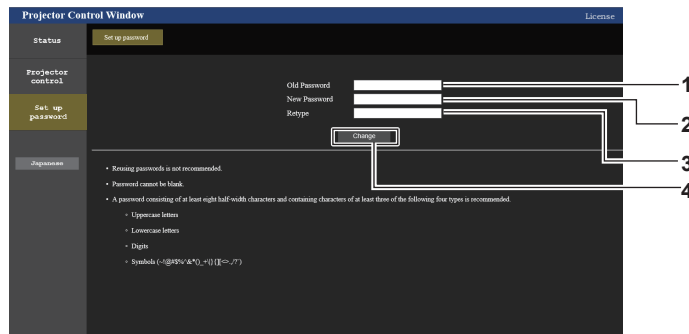 Projector Control Window
License
Status
Set up password
Projector
control
Set up
password
Japanese
Old Password
New Password
Retype
Change
1
2
3
4
• Reusing passwords is not recommended.
• Password cannot be blank.
• A password consisting of at least eight half-width characters and containing characters of at least three of the following four types is recommended.
Uppercase letters
Lowercase letters
Digits